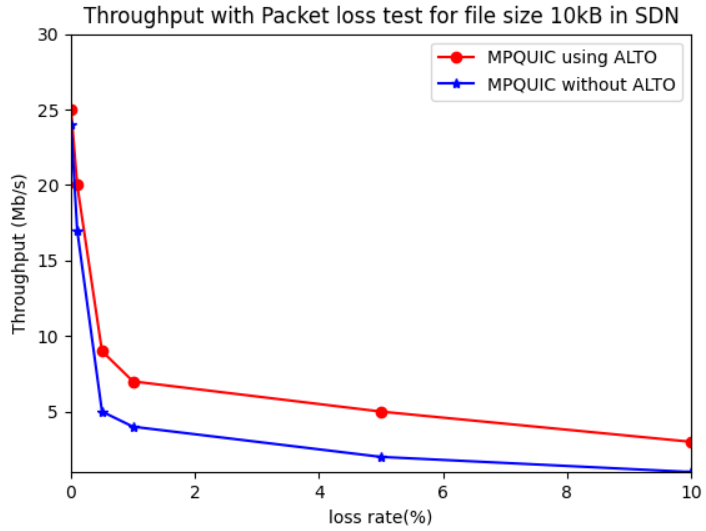 Throughput with Packet loss test for file size 10kB in SDN
30
25
20
15
10
5
Throughput (Mb/s)
MPQUIC using ALTO
MPQUIC without ALTO
0 2 4 6 8 10
loss rate(%)